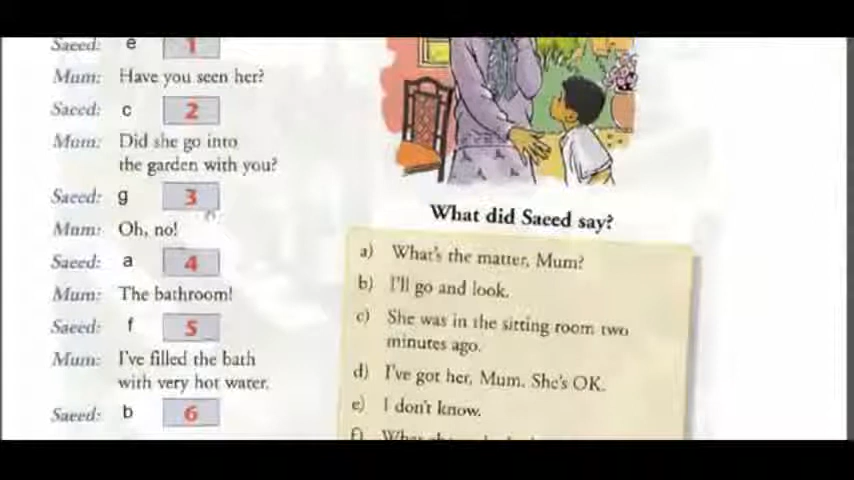 Saeed: e 1
Mum: Have you seen her?
Saeed: c 2
Mum: Did she go into
the garden with you?
Saeed: g 3
Mum: Oh, no!
Saeed: a 4
Mum: The bathroom!
Saeed: f 5
Mum: I've filled the bath
with very hot water.
Saeed: b 6
What did Saeed say?
a) What's the matter, Mum?
b) I'll go and look.
c) She was in the sitting room two
minutes ago.
d) I've got her, Mum. She's OK.
e) I don't know.
f) What